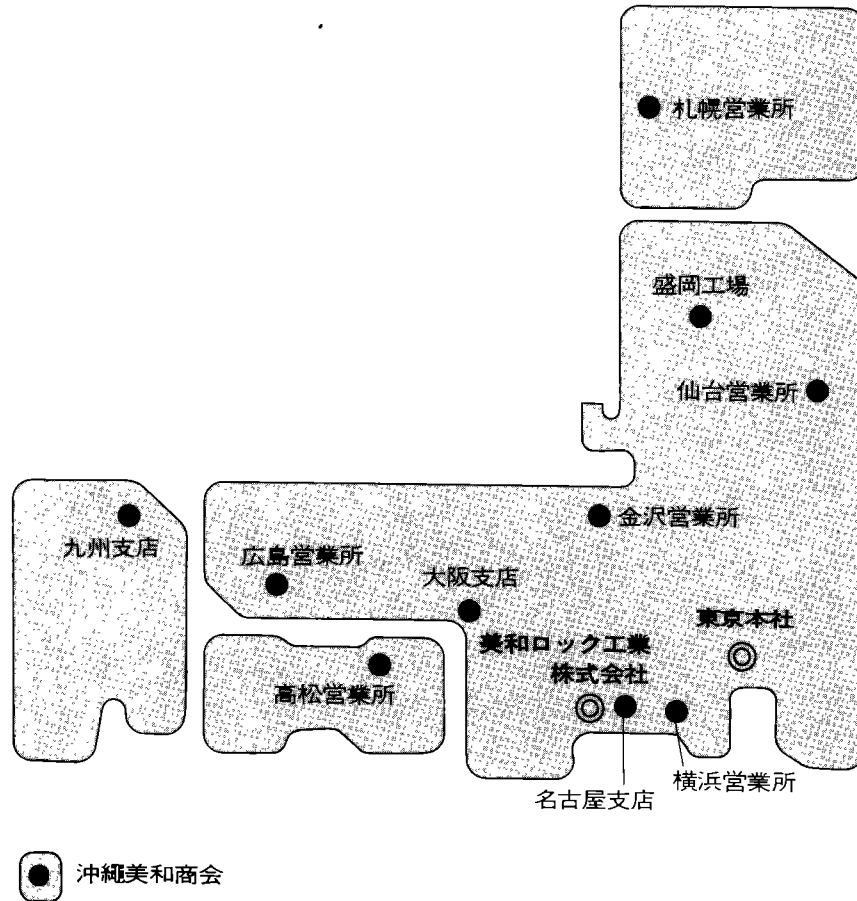 札幌営業所
盛岡工場
仙台営業所
金沢営業所
九州支店
広島営業所
大阪支店
東京本社
美和ロック工業
株式会社
高松営業所
横浜営業所
名古屋支店
沖縄美和商会